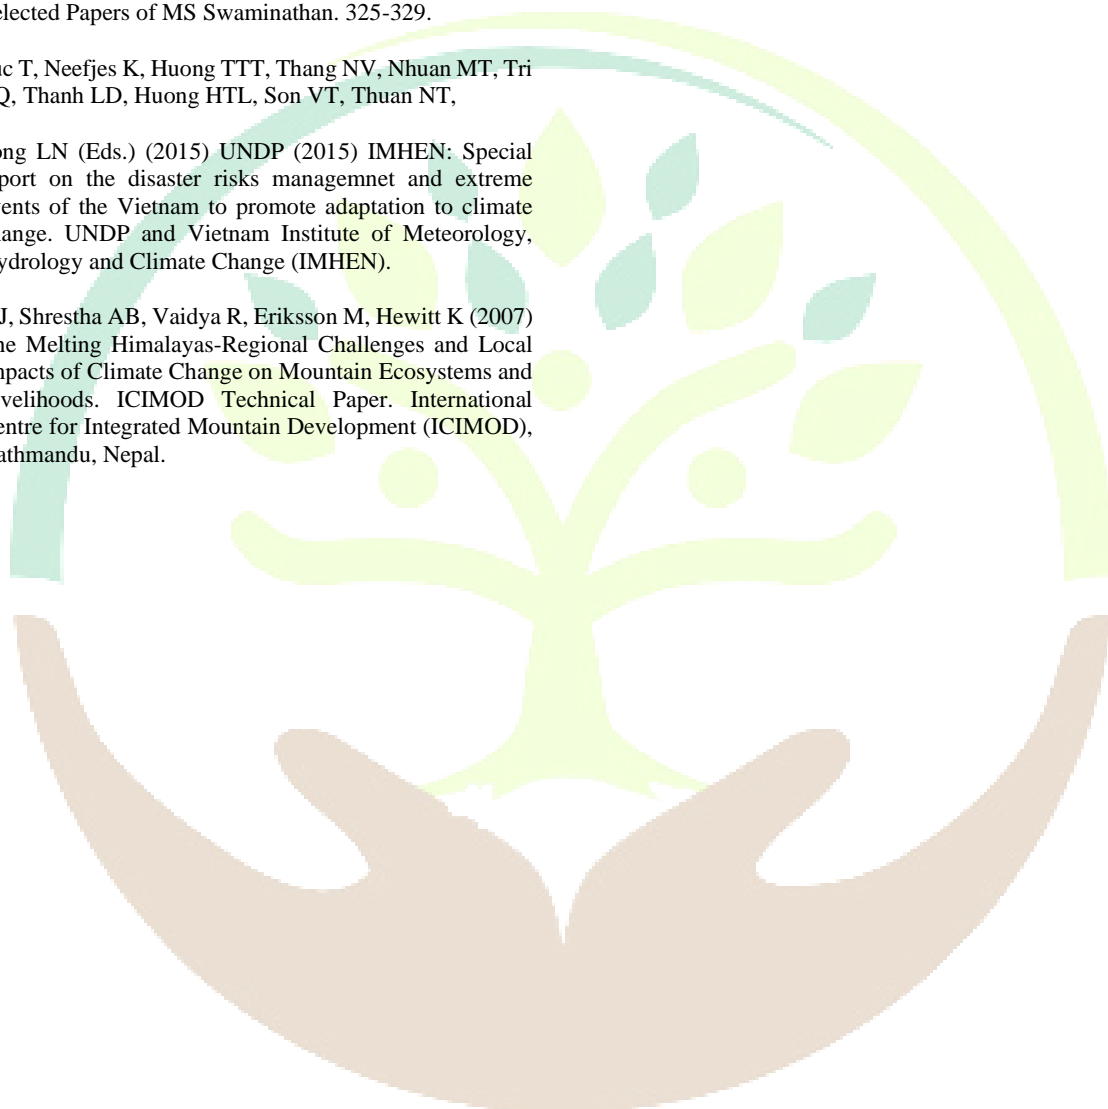 elected Papers of MS Swaminathan. 325-329.
uc T, Neefjes K, Huong TTT, Thang NV, Nhuan MT, Tri
Q, Thanh LD, Huong HTL, Son VT, Thuan NT,
ong LN (Eds.) (2015) UNDP (2015) IMHEN: Special
port on the disaster risks managemnet and extreme
vents of the Vietnam to promote adaptation to climate
hange. UNDP and Vietnam Institute of Meteorology,
ydrology and Climate Change (IMHEN).
J, Shrestha AB, Vaidya R, Eriksson M, Hewitt K (2007)
he Melting Himalayas-Regional Challenges and Local
mpacts of Climate Change on Mountain Ecosystems and
velihoods. ICIMOD Technical Paper. International
entre for Integrated Mountain Development (ICIMOD),
athmandu, Nepal.